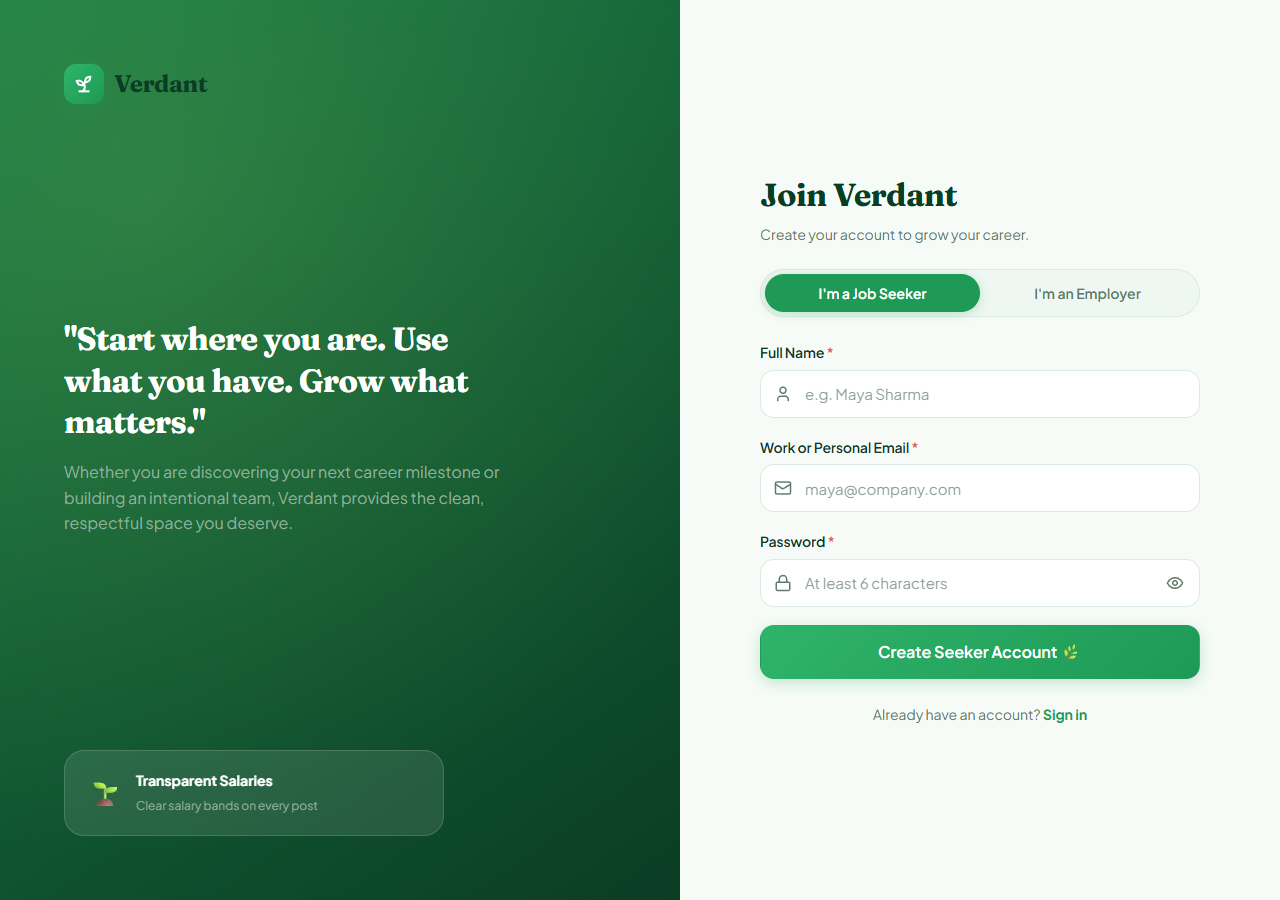 Verdant
"Start where you are. Use
what you have. Grow what
matters."
Whether you are discovering your next career milestone or
building an intentional team, Verdant provides the clean,
respectful space you deserve.
Transparent Salaries
Clear salary bands on every post
Join Verdant
Create your account to grow your career.
I'm a Job Seeker
I'm an Employer
Full Name *
e.g. Maya Sharma
Work or Personal Email *
maya@company.com
Password *
At least 6 characters
Create Seeker Account 🌿
Already have an account? Sign in